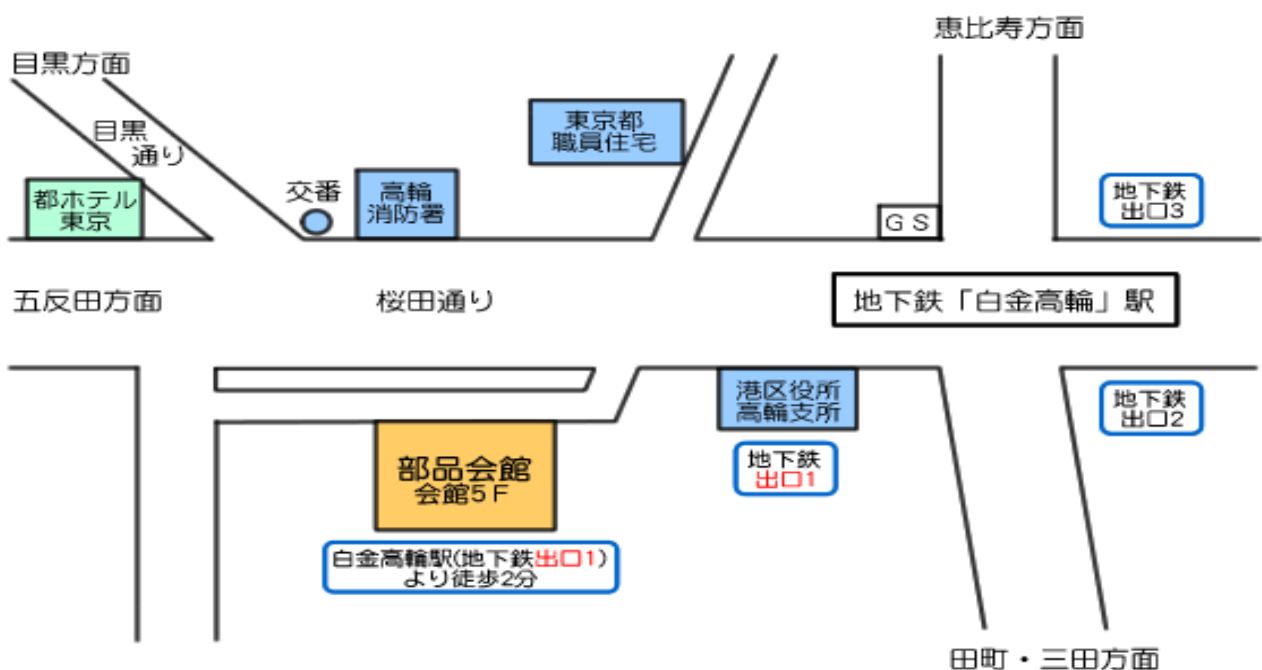 恵比寿方面
目黒方面
目黒
通り
東京都
職員住宅
都ホテル
東京
交番
高輪
消防署
GS
地下鉄
出口3
五反田方面
桜田通り
地下鉄「白金高輪」駅
港区役所
高輪支所
地下鉄
出口1
地下鉄
出口2
部品会館
会館5F
白金高輪駅(地下鉄出口1)
より徒歩2分
田町・三田方面